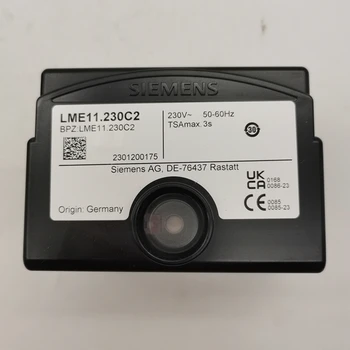 SIEMENS
LME11.230C2
BPZ:LME11.230C2
230V~ 50-60Hz
TSAmax. 3s
30
2301200175
Siemens AG, DE-76437 Rastatt
Origin: Germany
UK
CA
0168
0086-23
CE
0085
0085-23